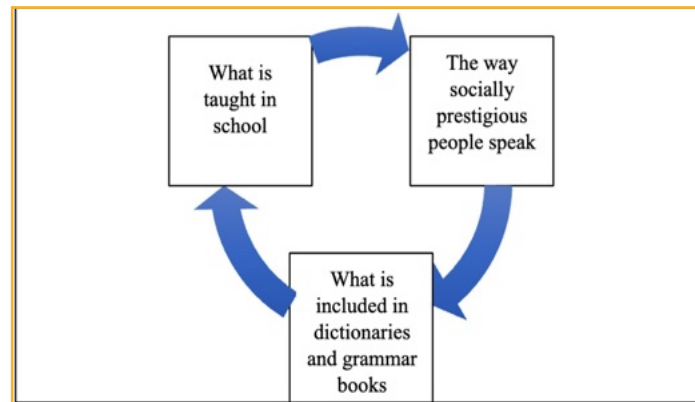 What is
taught in
school
The way
socially
prestigious
people speak
What is
included in
dictionaries
and grammar
books